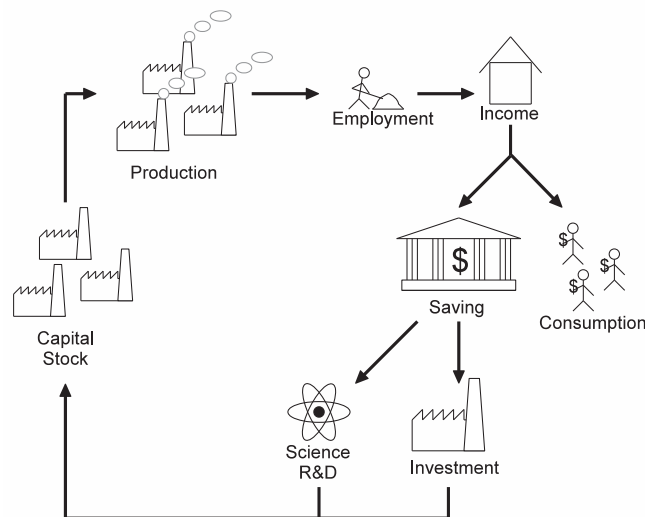 Production
Employment
Income
$
Saving
$
$
$
Consumption
Capital
Stock
Science
R&D
Investment